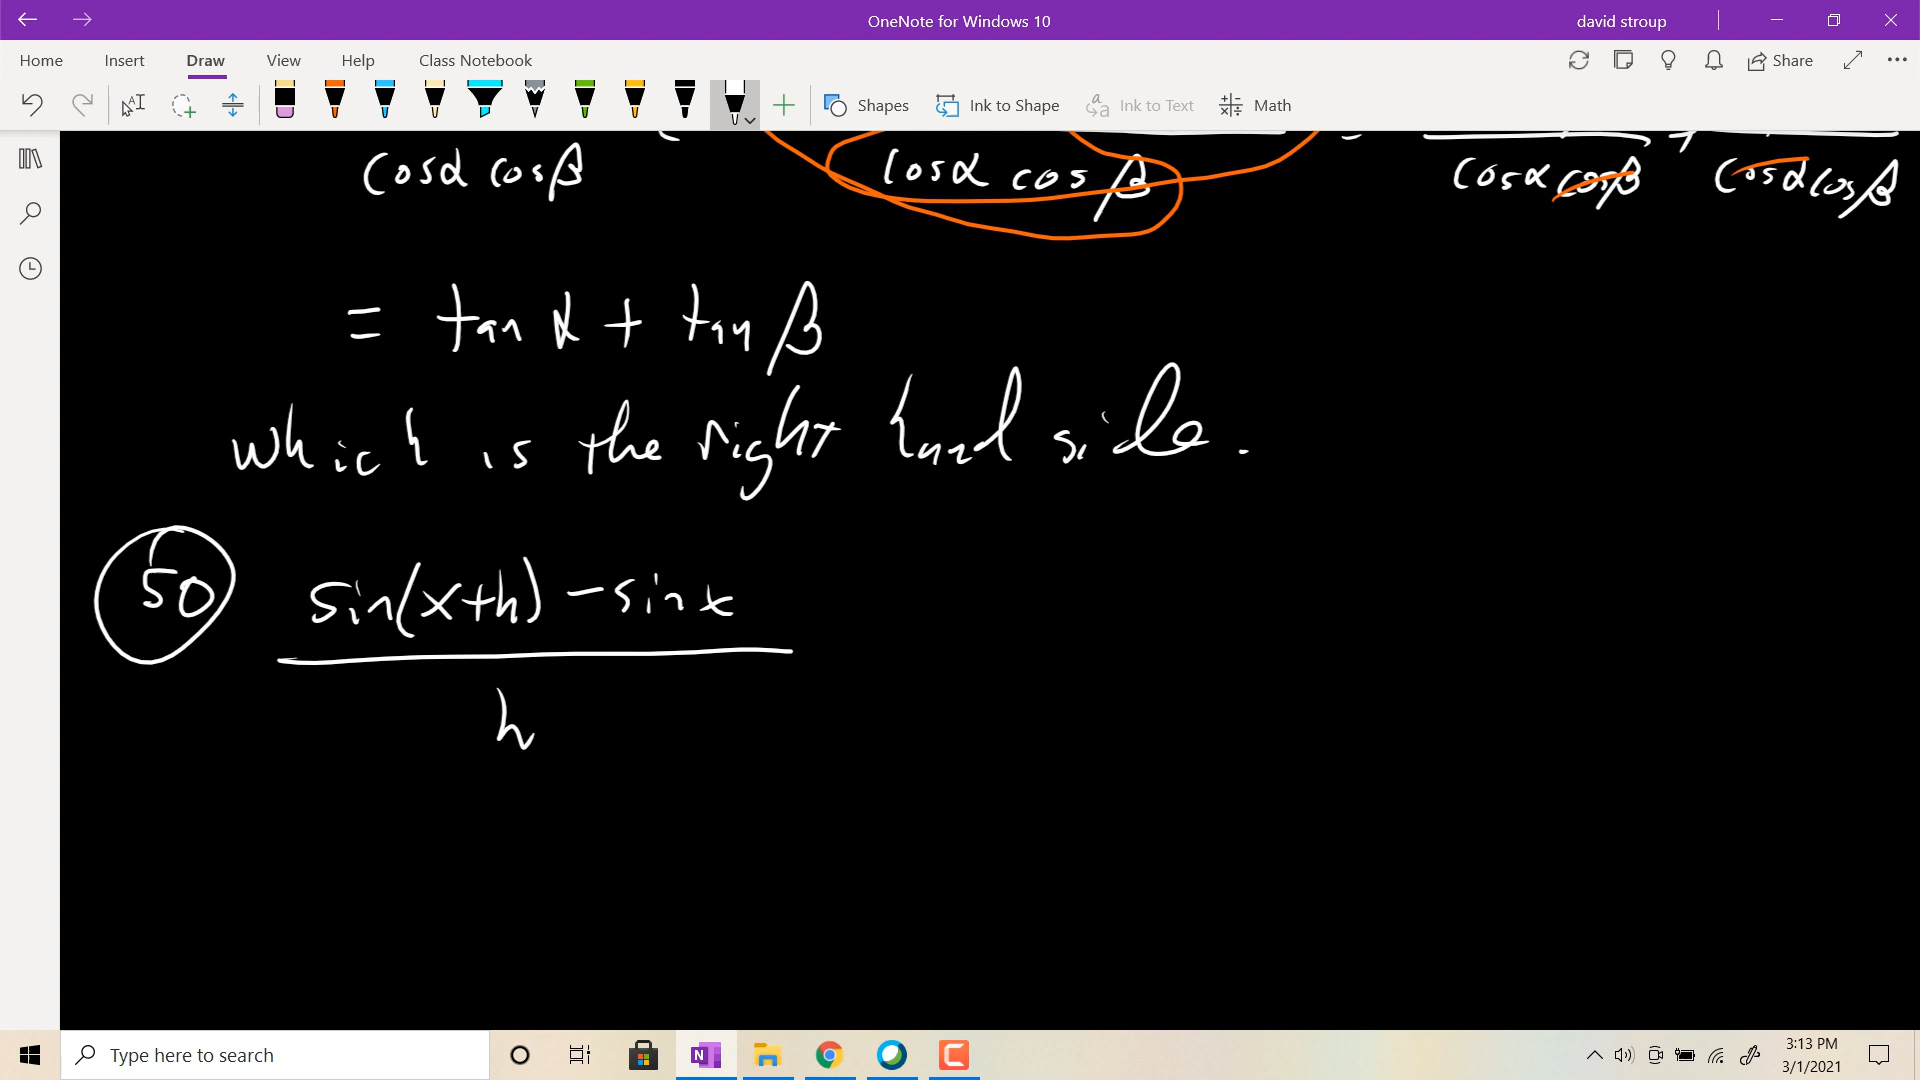 OneNote for Windows 10
david stroup
Home Insert Draw View Help Class Notebook
Share
Shapes Ink to Shape Ink to Text Math
cosα cosβ cosα cos β = cosα cosβ + cosα cosβ
= tan α + tan β
which is the right hand side.
50 sin(x+h) - sin x
h
Type here to search
3:13 PM
3/1/2021